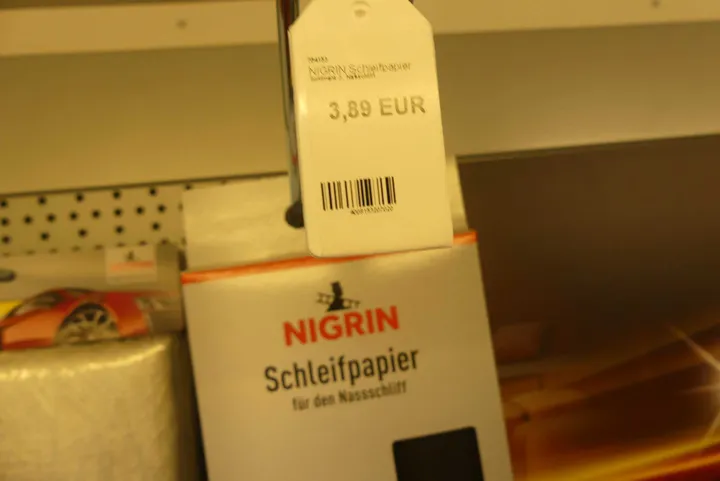 NIGRIN Schleifpapier
3,89 EUR
NIGRIN
Schleifpapier
für den Nassschliff